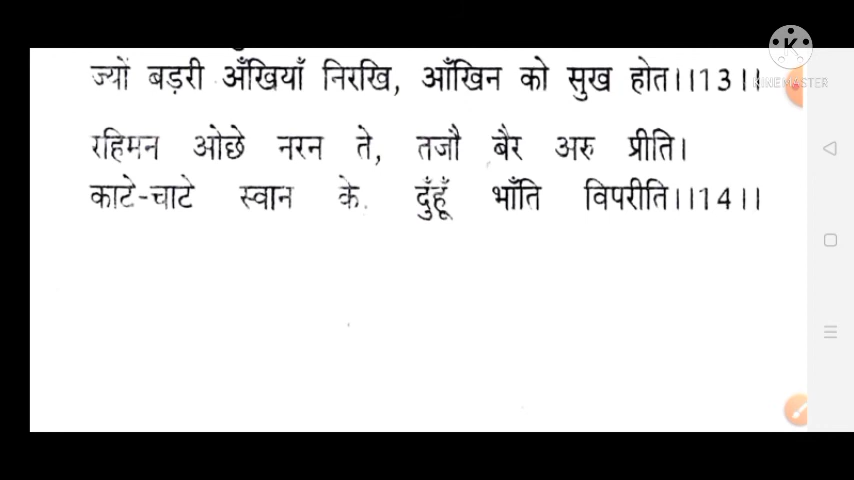 ज्यों बड़री अँखियाँ निरखि, आँखिन को सुख होत।।13।।
KINEMASTER
रहिमन ओछे नरन ते, तजौ बैर अरु प्रीति।
काटे-चाटे स्वान के. दुँहूँ भाँति विपरीति।।14।।